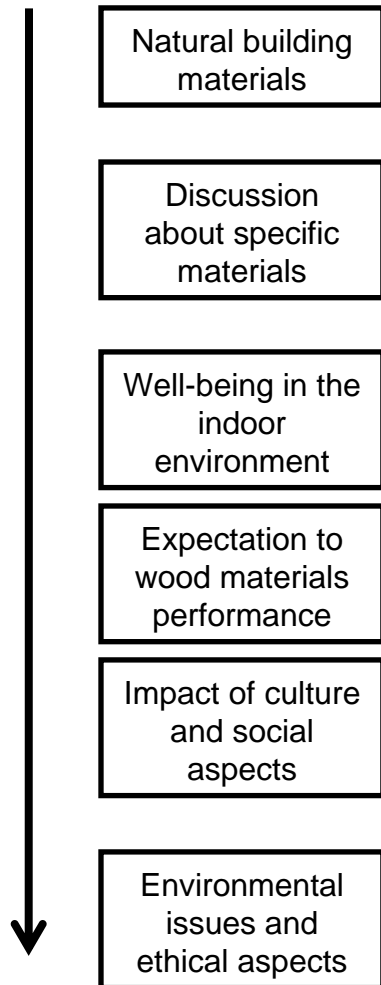 Natural building
materials
Discussion
about specific
materials
Well-being in the
indoor
environment
Expectation to
wood materials
performance
Impact of culture
and social
aspects
Environmental
issues and
ethical aspects